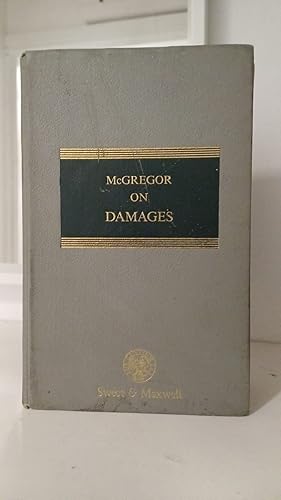 McGREGOR
ON
DAMAGES
Sweet & Maxwell